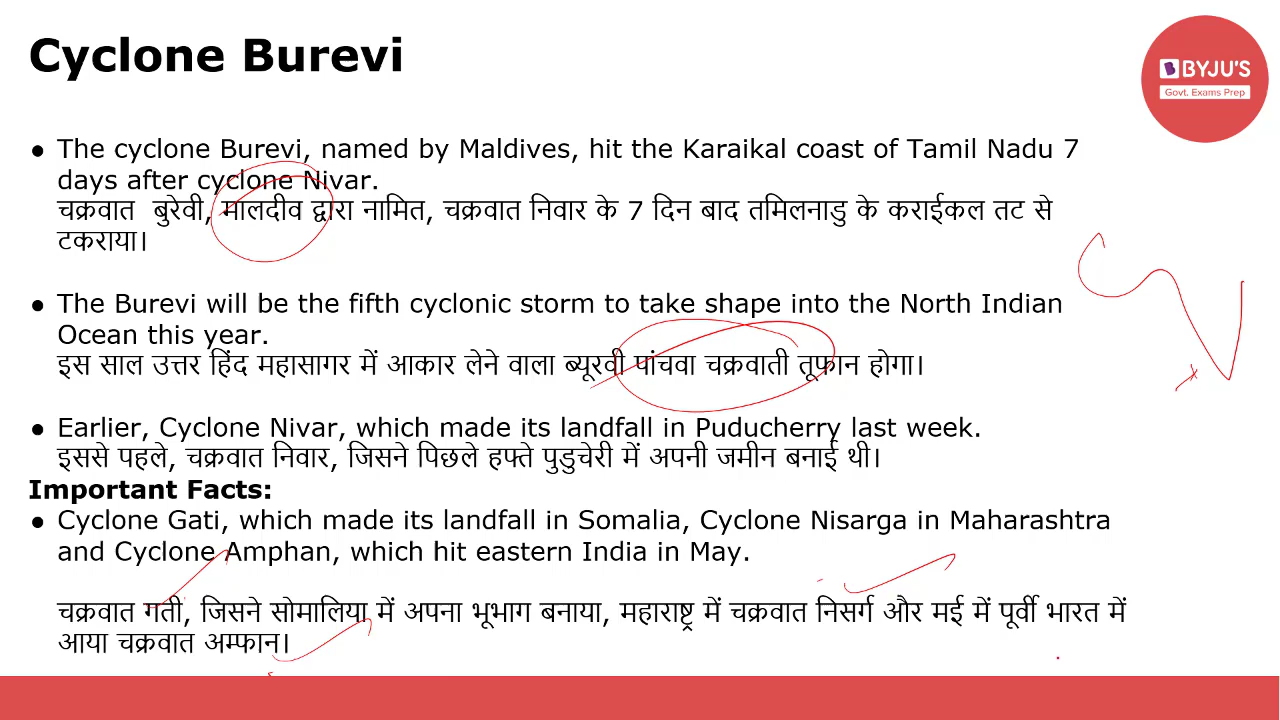 Cyclone Burevi
BYJU'S
Govt. Exams Prep
● The cyclone Burevi, named by Maldives, hit the Karaikal coast of Tamil Nadu 7
days after cyclone Nivar.
चक्रवात बुरेवी, मालदीव द्वारा नामित, चक्रवात निवार के 7 दिन बाद तमिलनाडु के कराईकल तट से
टकराया।
● The Burevi will be the fifth cyclonic storm to take shape into the North Indian
Ocean this year.
इस साल उत्तर हिंद महासागर में आकार लेने वाला ब्यूरवी पांचवा चक्रवाती तूफान होगा।
● Earlier, Cyclone Nivar, which made its landfall in Puducherry last week.
इससे पहले, चक्रवात निवार, जिसने पिछले हफ्ते पुडुचेरी में अपनी जमीन बनाई थी।
Important Facts:
● Cyclone Gati, which made its landfall in Somalia, Cyclone Nisarga in Maharashtra
and Cyclone Amphan, which hit eastern India in May.
चक्रवात गती, जिसने सोमालिया में अपना भूभाग बनाया, महाराष्ट्र में चक्रवात निसर्ग और मई में पूर्वी भारत में
आया चक्रवात अम्फान।